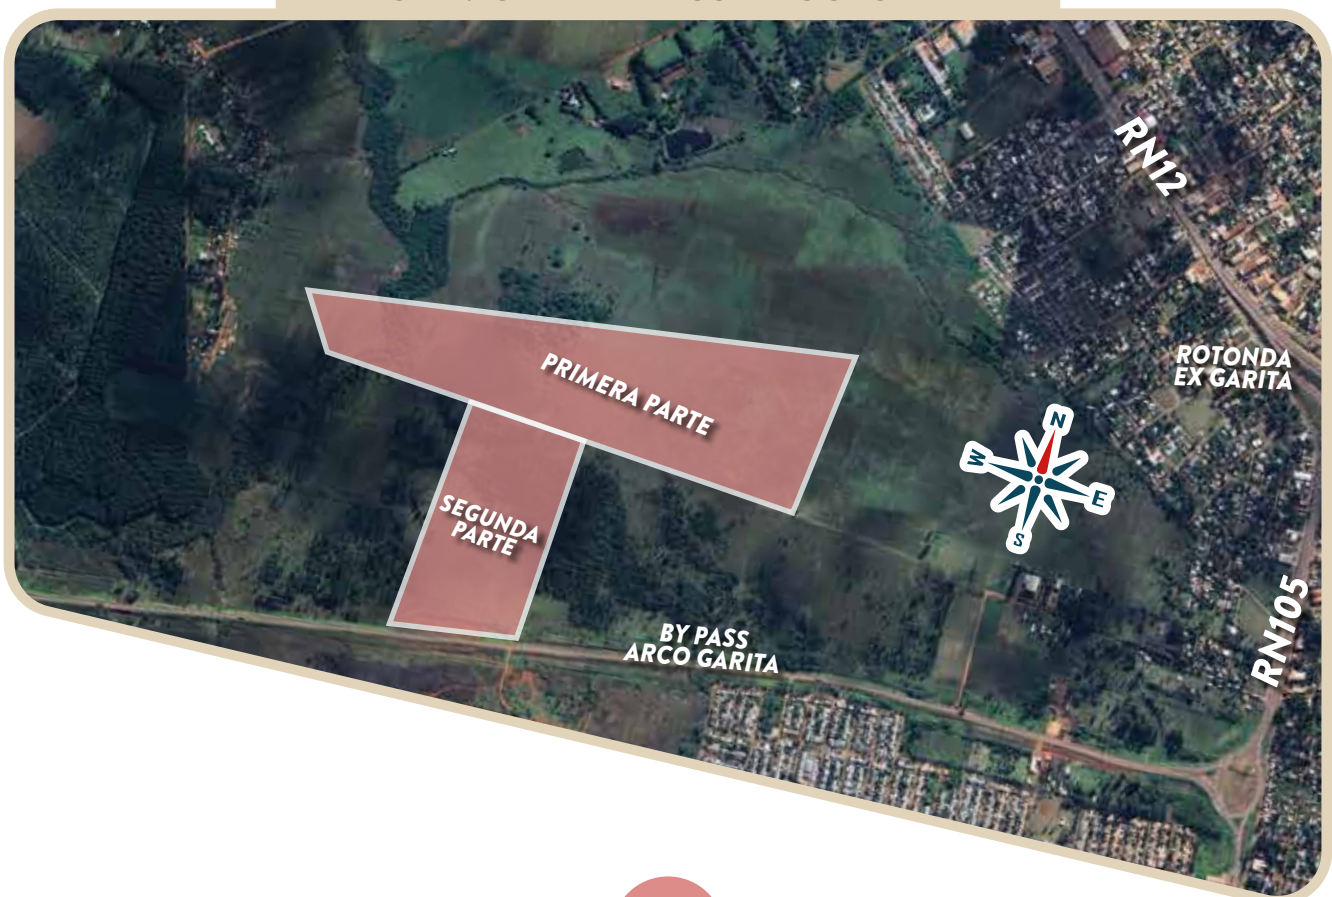 RN12
ROTONDA
EX GARITA
PRIMERA PARTE
N
W
E
S
SEGUNDA
PARTE
BY PASS
ARCO GARITA
RN105